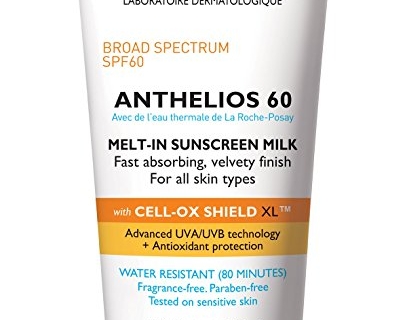 LABORATOIRE DERMATOLOGIQUE
BROAD SPECTRUM
SPF60
ANTHELIOS 60
Avec de l'eau thermale de La Roche-Posay
MELT-IN SUNSCREEN MILK
Fast absorbing, velvety finish
For all skin types
with CELL-OX SHIELD XL™
Advanced UVA/UVB technology
+ Antioxidant protection
WATER RESISTANT (80 MINUTES)
Fragrance-free. Paraben-free
Tested on sensitive skin